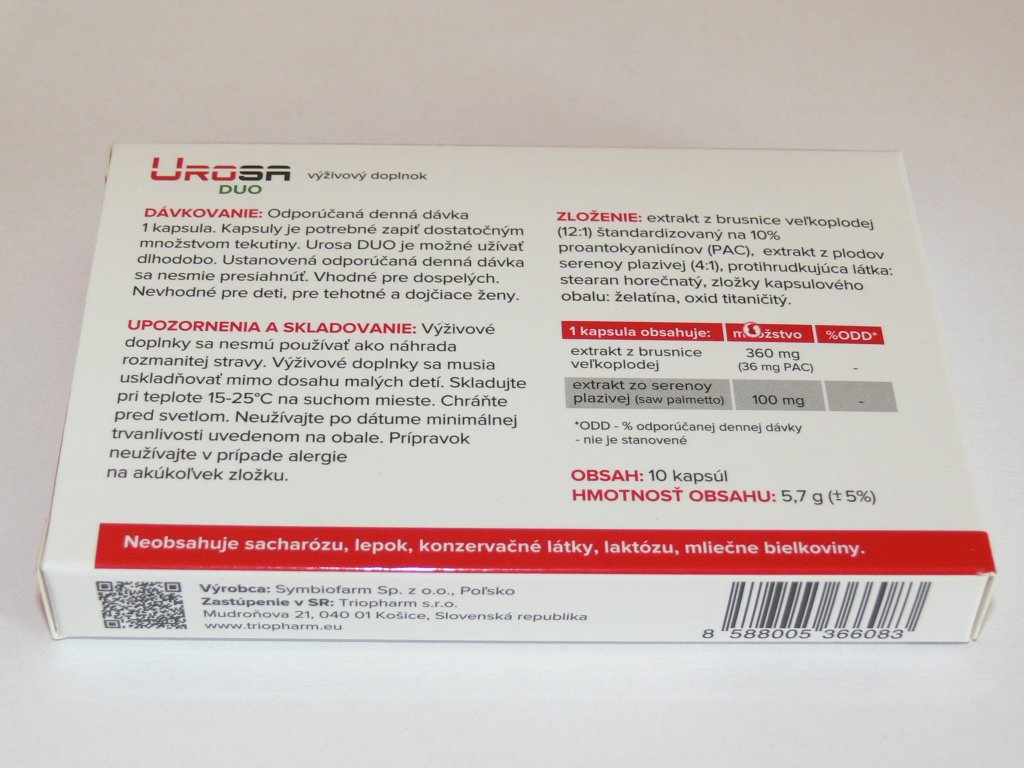 UROSA výživový doplnok
DUO
DÁVKOVANIE: Odporúčaná denná dávka
1 kapsula. Kapsuly je potrebné zapiť dostatočným
množstvom tekutiny. Urosa DUO je možné užívať
dlhodobo. Ustanovená odporúčaná denná dávka
sa nesmie presiahnúť. Vhodné pre dospelých.
Nevhodné pre deti, pre tehotné a dojčiace ženy.
UPOZORNENIA A SKLADOVANIE: Výživové
doplnky sa nesmú používať ako náhrada
rozmanitej stravy. Výživové doplnky sa musia
uskladňovať mimo dosahu malých detí. Skladujte
pri teplote 15-25°C na suchom mieste. Chráňte
pred svetlom. Neužívajte po dátume minimálnej
trvanlivosti uvedenom na obale. Prípravok
neužívajte v prípade alergie
na akúkoľvek zložku.
ZLOŽENIE: extrakt z brusnice veľkoplodej
(12:1) štandardizovaný na 10%
proantokyanidínov (PAC), extrakt z plodov
serenoy plazivej (4:1), protihrudkujúca látka:
stearan horečnatý, zložky kapsulového
obalu: želatína, oxid titaničitý.
1 kapsula obsahuje: množstvo %ODD*
extrakt z brusnice 360 mg
veľkoplodej (36 mg PAC) -
extrakt zo serenoy
plazivej (saw palmetto) 100 mg -
*ODD - % odporúčanej dennej dávky
- nie je stanovené
OBSAH: 10 kapsúl
HMOTNOSŤ OBSAHU: 5,7 g (±5%)
Neobsahuje sacharózu, lepok, konzervačné látky, laktózu, mliečne bielkoviny.
Výrobca: Symbiofarm Sp. z o.o., Poľsko
Zastúpenie v SR: Triopharm s.r.o.
Mudroňova 21, 040 01 Košice, Slovenská republika
www.triopharm.eu
8 588005 366083